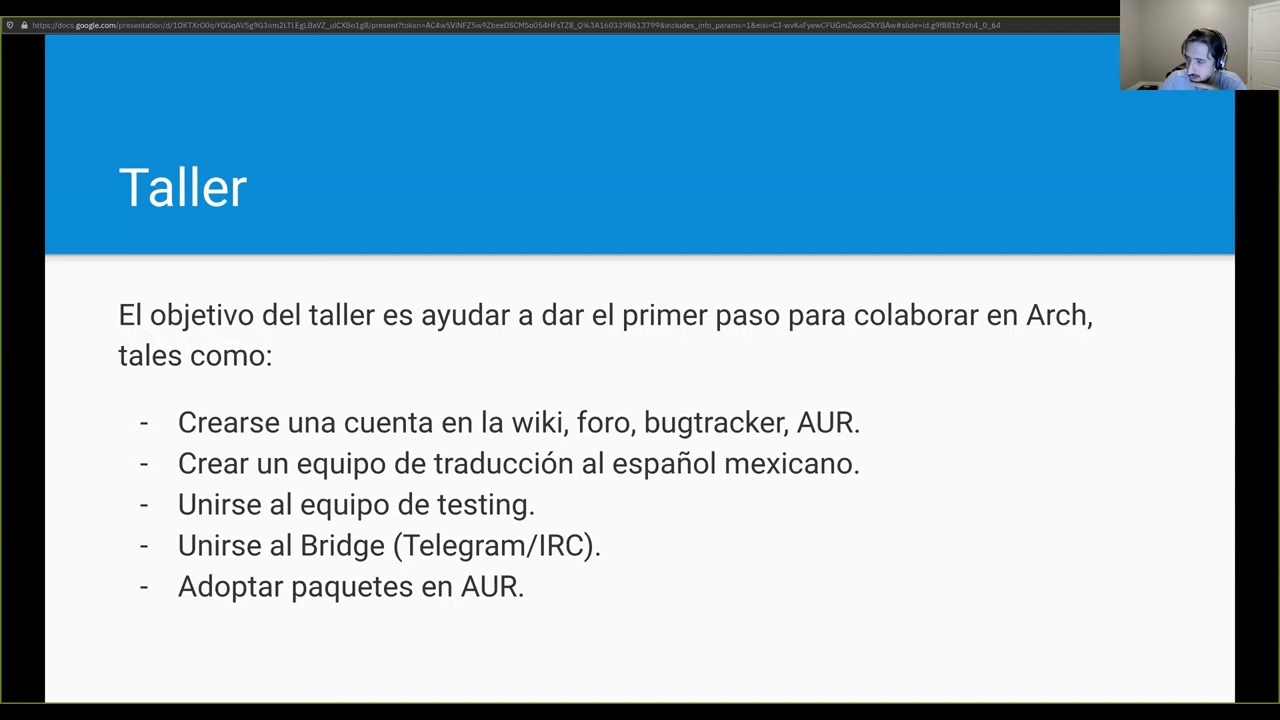 Taller
El objetivo del taller es ayudar a dar el primer paso para colaborar en Arch,
tales como:
- Crearse una cuenta en la wiki, foro, bugtracker, AUR.
- Crear un equipo de traducción al español mexicano.
- Unirse al equipo de testing.
- Unirse al Bridge (Telegram/IRC).
- Adoptar paquetes en AUR.